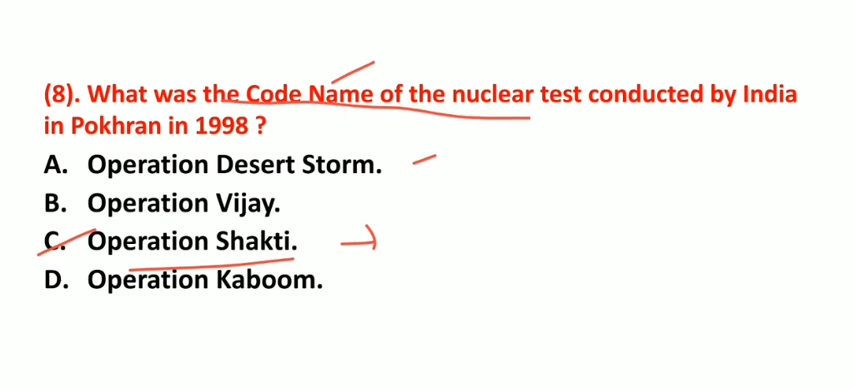 (8). What was the Code Name of the nuclear test conducted by India
in Pokhran in 1998 ?
A. Operation Desert Storm.
B. Operation Vijay.
C. Operation Shakti.
D. Operation Kaboom.